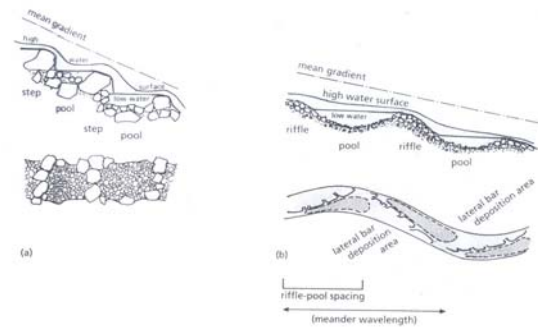 mean gradient
high
water
surface
low water
step
pool
step
pool
(a)
mean gradient
high water surface
low water
riffle
pool
riffle
pool
lateral bar
deposition area
lateral bar
deposition
area
(b)
riffle-pool spacing
(meander wavelength)